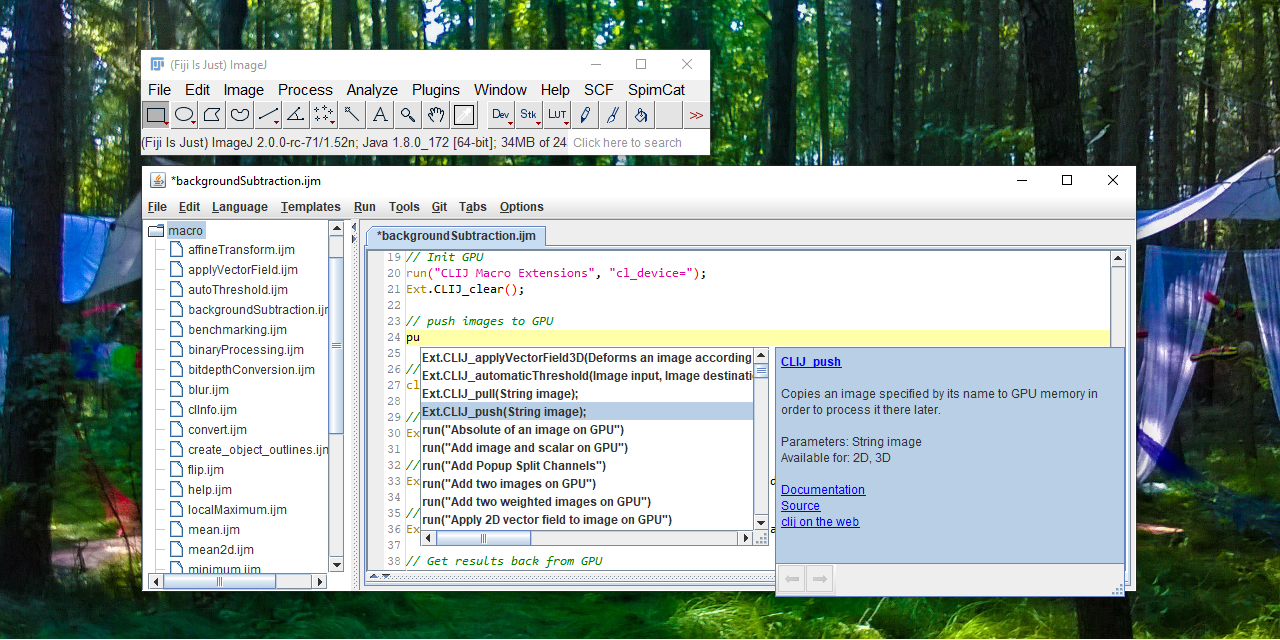 (Fiji Is Just) ImageJ
File Edit Image Process Analyze Plugins Window Help SCF SpimCat
A Dev Stk LUT >>
(Fiji Is Just) ImageJ 2.0.0-rc-71/1.52n; Java 1.8.0_172 [64-bit]; 34MB of 24 Click here to search
*backgroundSubtraction.ijm
File Edit Language Templates Run Tools Git Tabs Options
macro
affineTransform.ijm
applyVectorField.ijm
autoThreshold.ijm
backgroundSubtraction.ijr
benchmarking.ijm
binaryProcessing.ijm
bitdepthConversion.ijm
blur.ijm
clInfo.ijm
convert.ijm
create_object_outlines.ijm
flip.ijm
help.ijm
localMaximum.ijm
mean.ijm
mean2d.ijm
minimum.ijm
*backgroundSubtraction.ijm
19 // Init GPU
20 run("CLIJ Macro Extensions", "cl_device=");
21 Ext.CLIJ_clear();
22
23 // push images to GPU
24 pu
25
26 //
27 cl
28
29 //
30 Ex
31
32 //
33 Ex
34
35 //
36 Ex
37
38 // Get results back from GPU
Ext.CLIJ_applyVectorField3D(Deforms an image according
Ext.CLIJ_automaticThreshold(Image input, Image destinati
Ext.CLIJ_pull(String image);
Ext.CLIJ_push(String image);
run("Absolute of an image on GPU")
run("Add image and scalar on GPU")
run("Add Popup Split Channels")
run("Add two images on GPU")
run("Add two weighted images on GPU")
run("Apply 2D vector field to image on GPU")
CLIJ_push
Copies an image specified by its name to GPU memory in
order to process it there later.
Parameters: String image
Available for: 2D, 3D
Documentation
Source
clij on the web